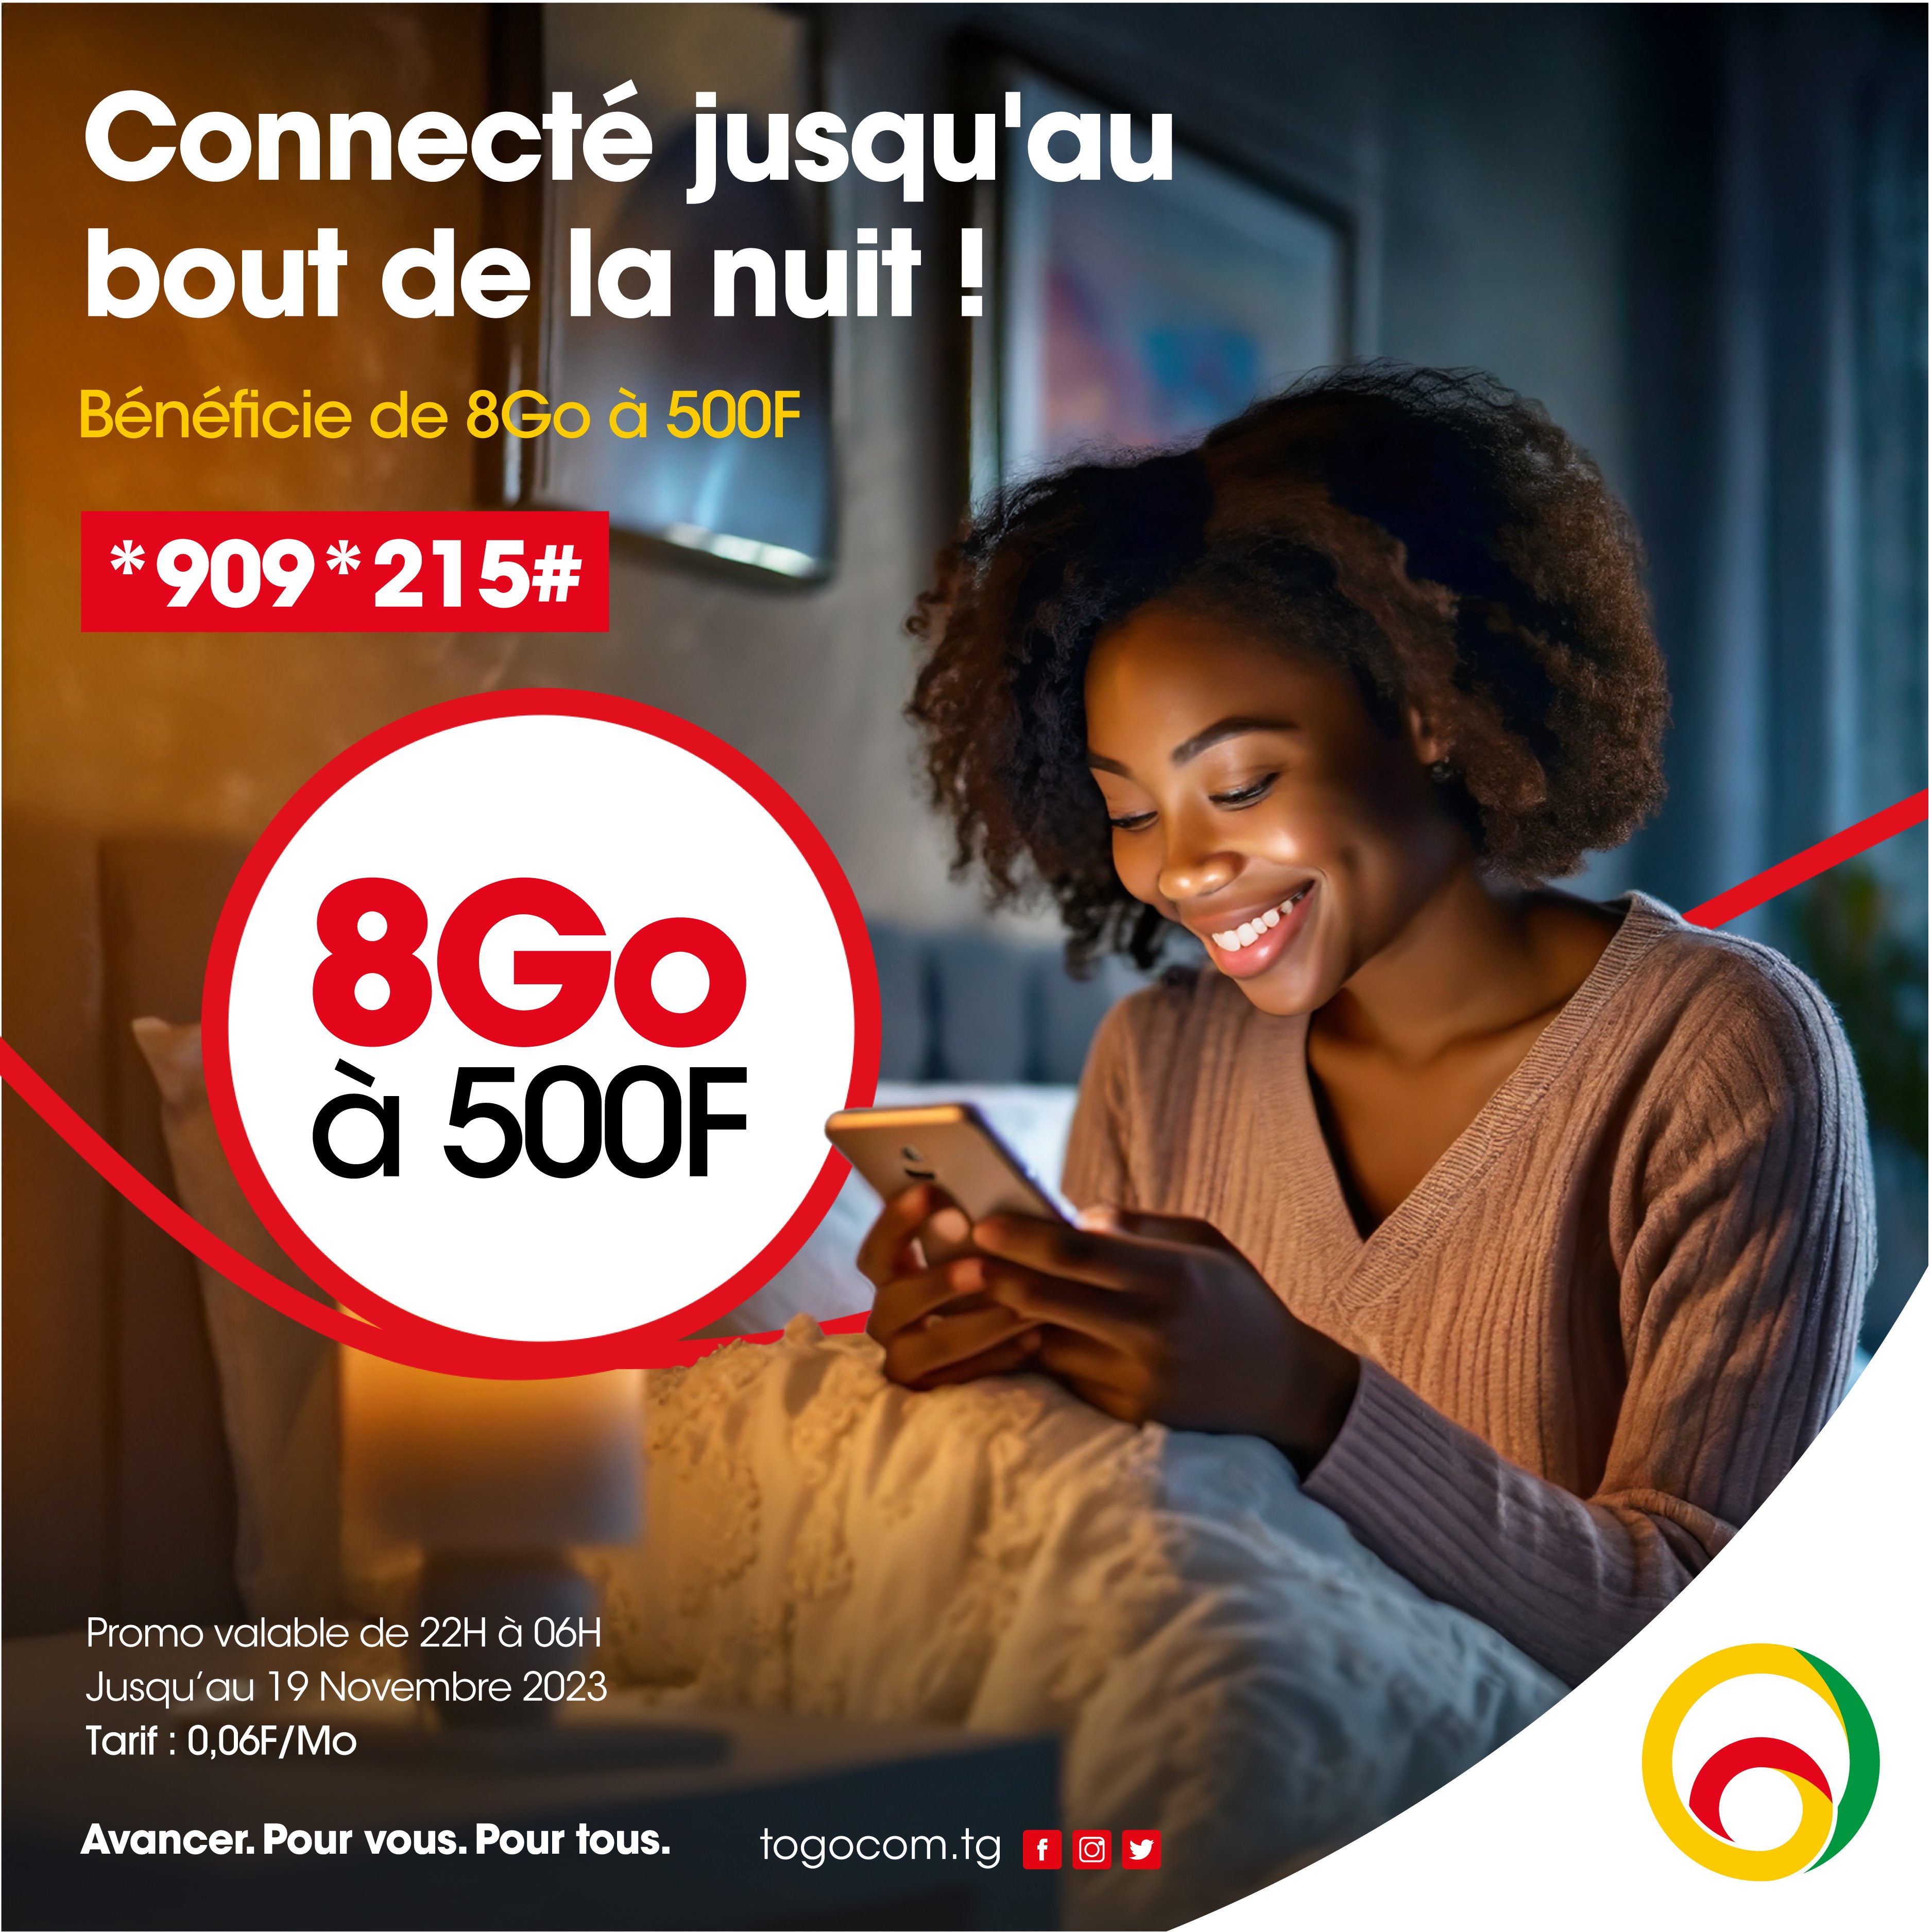 Connecté jusqu'au
bout de la nuit !
Bénéficie de 8Go à 500F
*909*215#
8Go
à 500F
Promo valable de 22H à 06H
Jusqu’au 19 Novembre 2023
Tarif : 0,06F/Mo
Avancer. Pour vous. Pour tous.
togocom.tg